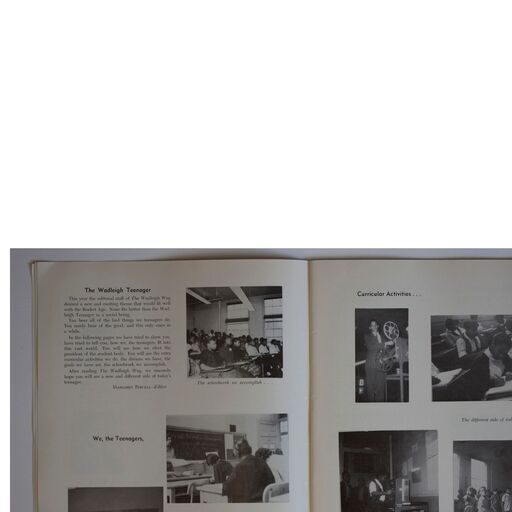 The Wadleigh Teenager
This year the editorial staff of The Wadleigh Way
desired a new and exciting theme that would fit well
with the Rocket Age. None fits better than the Wad-
leigh Teenager as a social being.
You hear all of the bad things we teenagers do.
You rarely hear of the good, and this only once in
a while.
In the following pages we have tried to show you,
have tried to tell you, how we, the teenagers, fit into
this vast world. You will see how we elect the
president of the student body. You will see the extra
curricular activities we do, the dreams we have, the
goals we have set, the schoolwork we accomplish.
After reading The Wadleigh Way, we sincerely
hope you will see a new and different side of today's
teenager.
—Editor
The schoolwork we accomplish . .
We, the Teenagers,
Curricular Activities . . .
The different side of